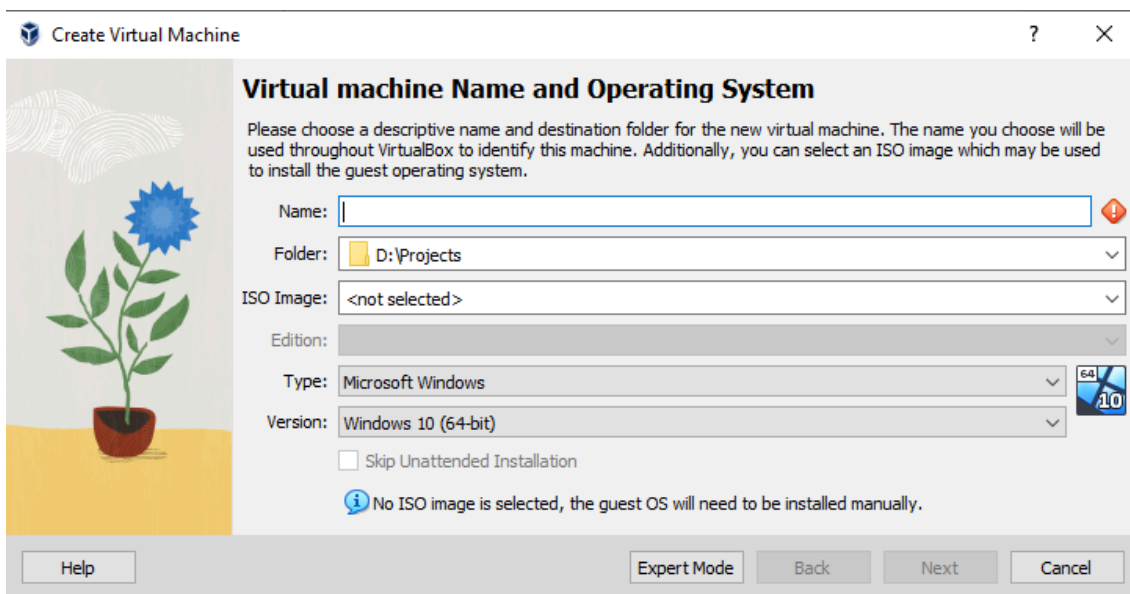 Create Virtual Machine
?
Virtual machine Name and Operating System
Please choose a descriptive name and destination folder for the new virtual machine. The name you choose will be
used throughout VirtualBox to identify this machine. Additionally, you can select an ISO image which may be used
to install the guest operating system.
Name:
Folder: D:\Projects
ISO Image: <not selected>
Edition:
Type: Microsoft Windows
64
10
Version: Windows 10 (64-bit)
Skip Unattended Installation
No ISO image is selected, the guest OS will need to be installed manually.
Help Expert Mode Back Next Cancel